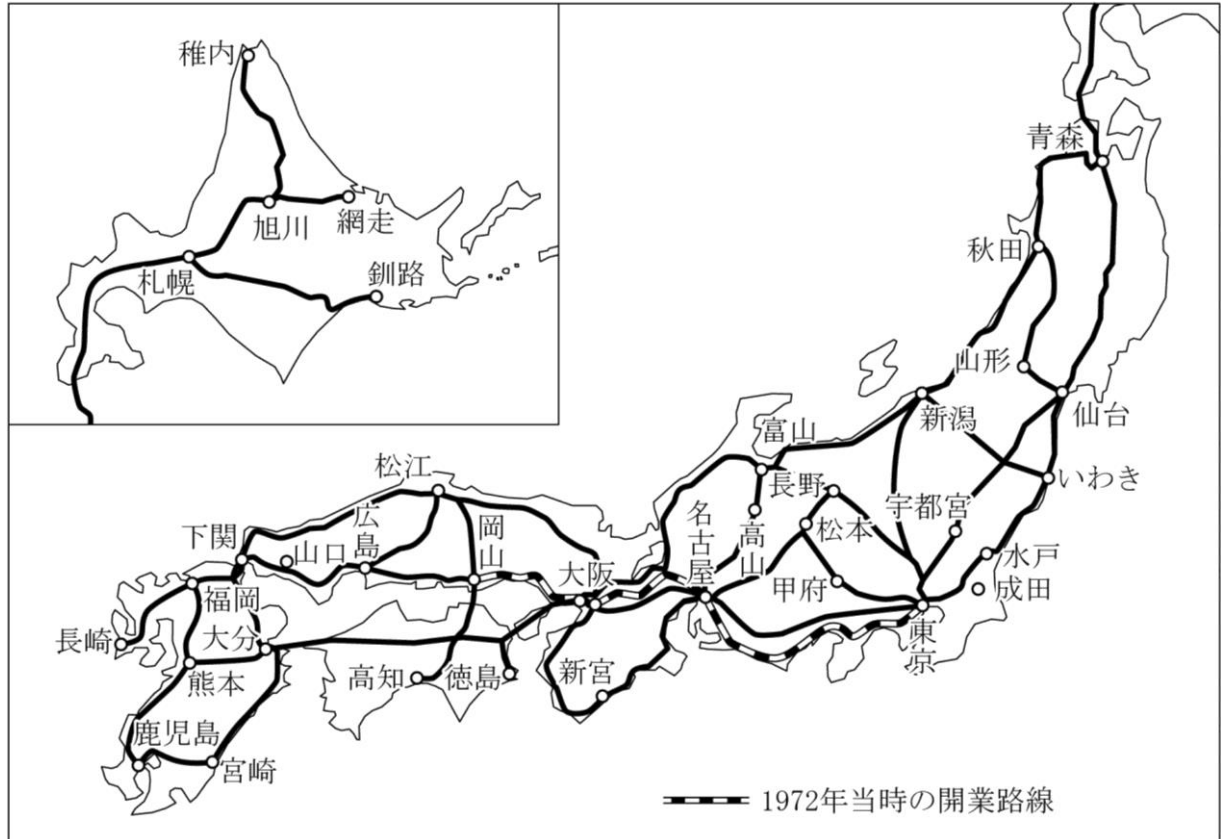 稚内
旭川
網走
札幌
釧路
青森
秋田
山形
仙台
新潟
いわき
富山
長野
宇都宮
水戸
成田
松本
高山
甲府
東京
名古屋
新宮
大阪
松江
広島
岡山
山口
下関
福岡
長崎
大分
熊本
高知
徳島
鹿児島
宮崎
1972年当時の開業路線